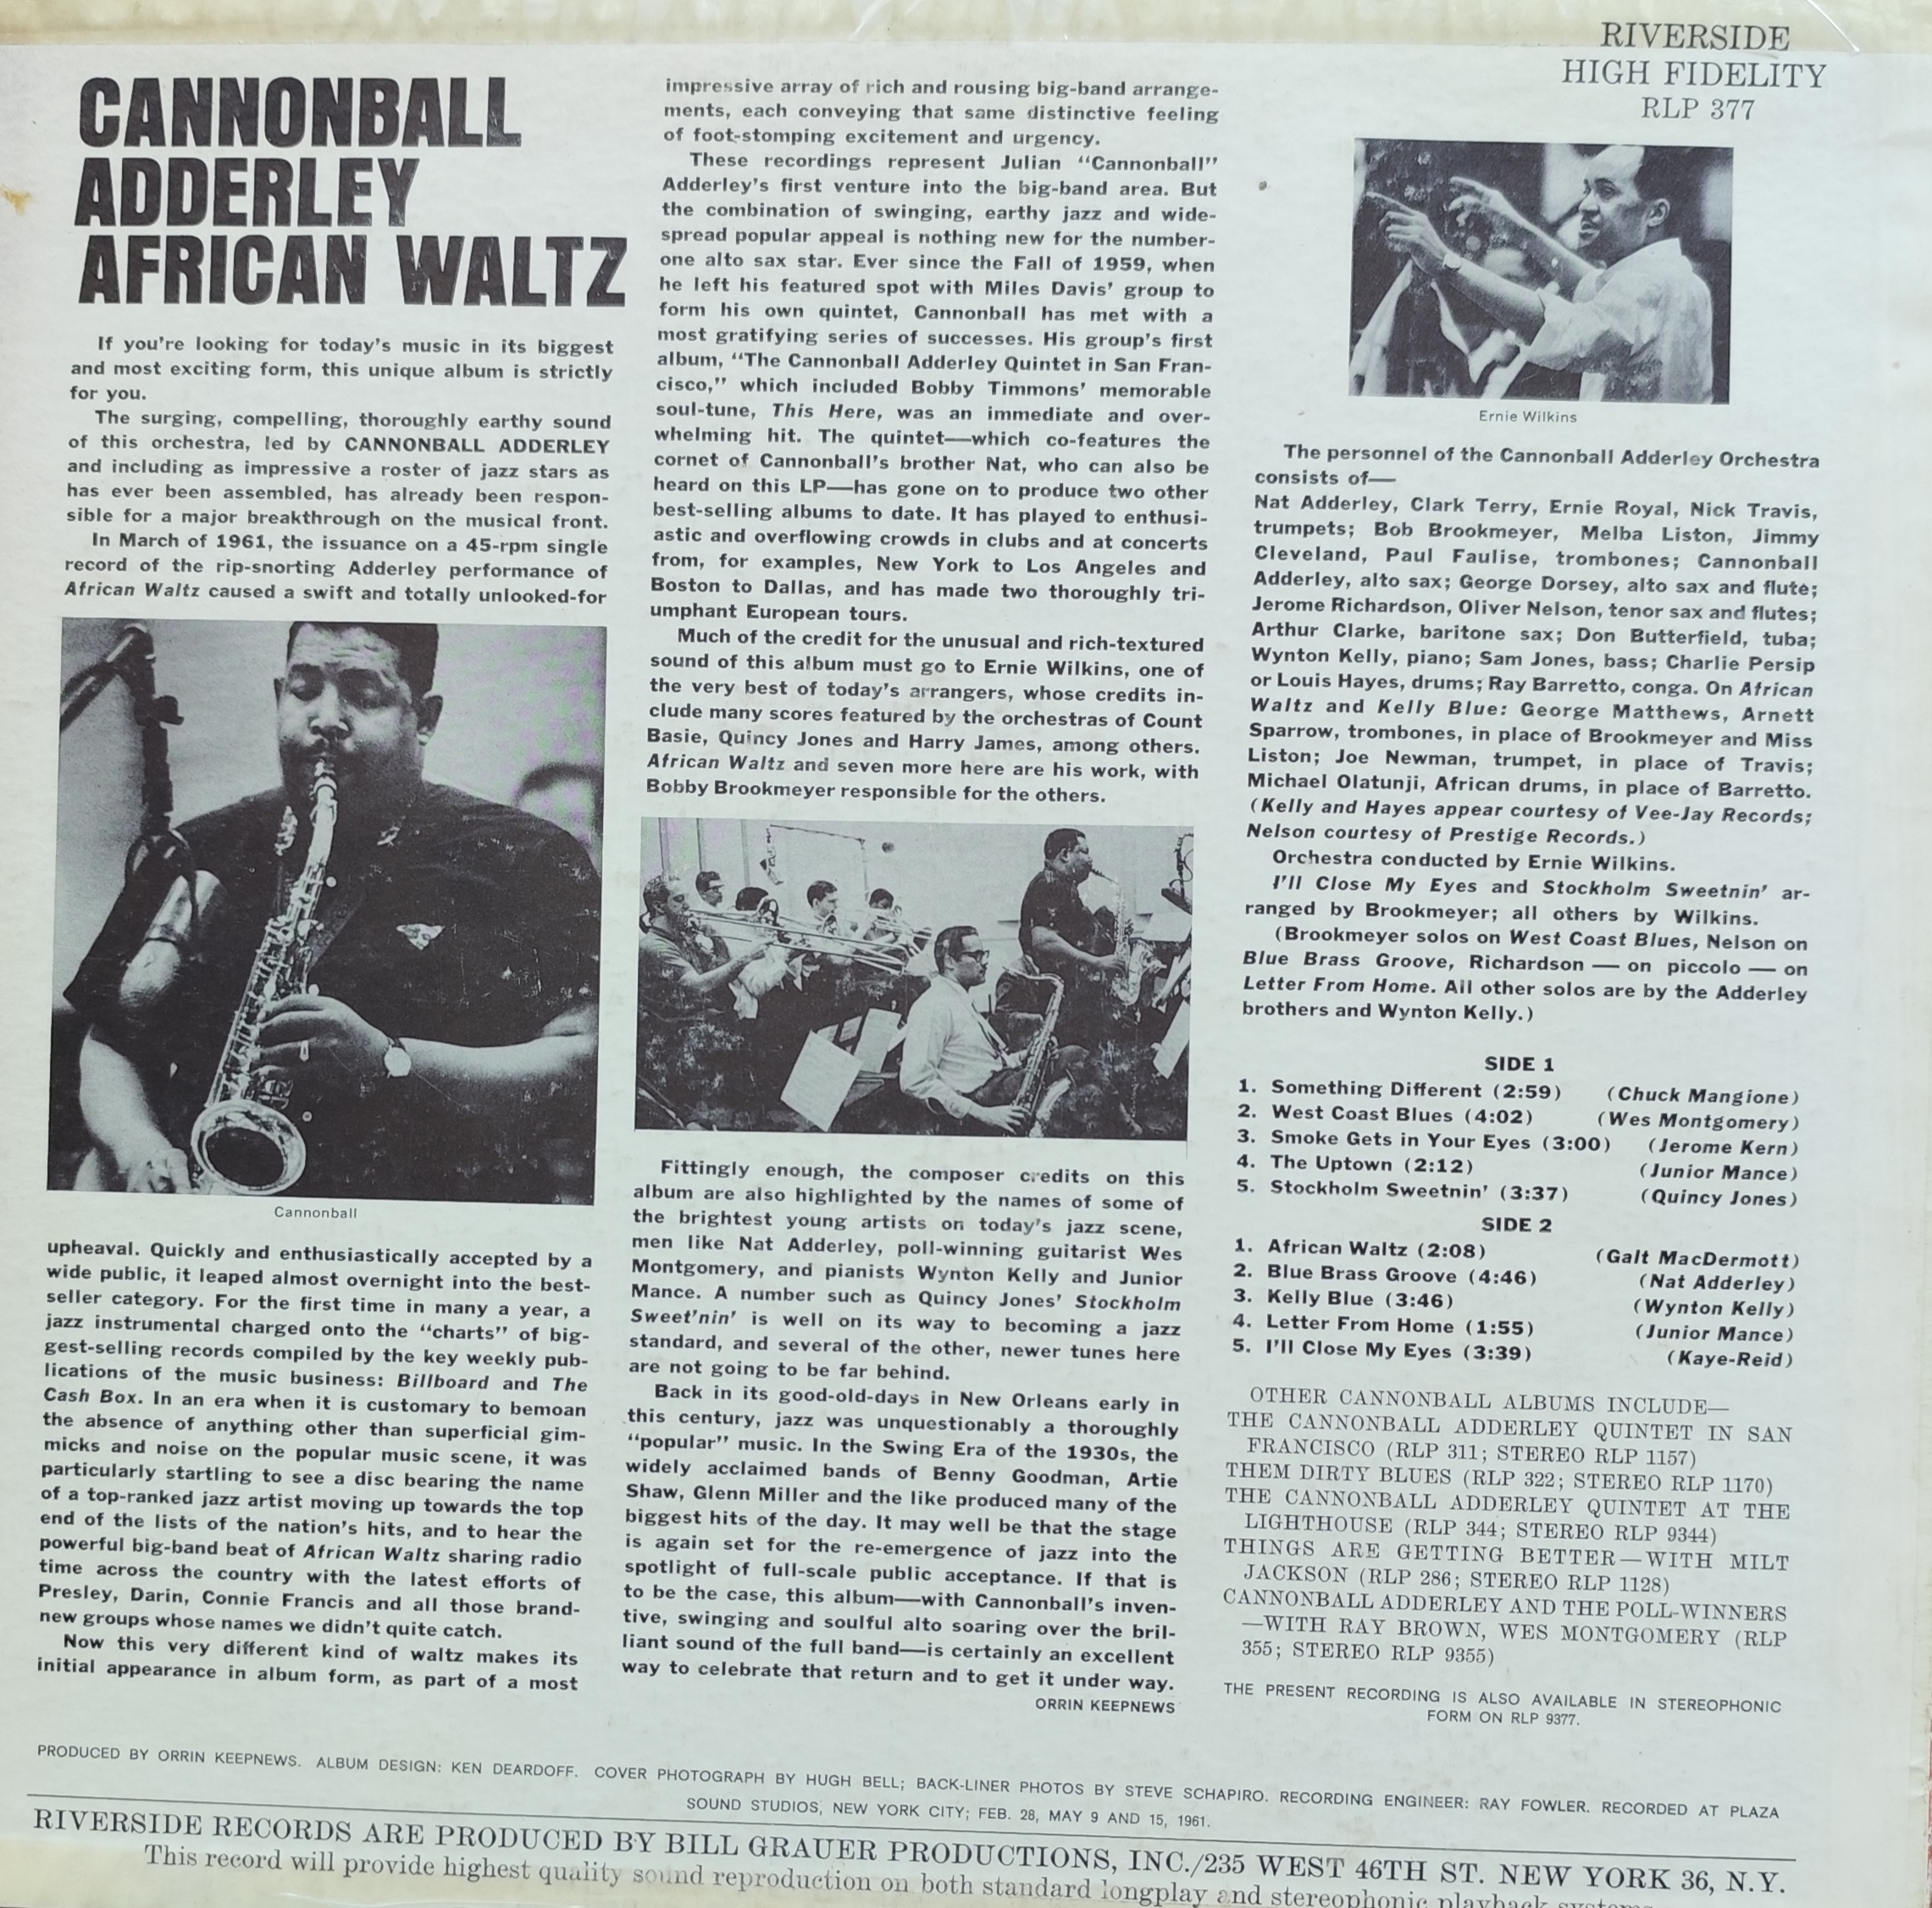 CANNONBALL
ADDERLEY
AFRICAN WALTZ
If you're looking for today's music in its biggest
and most exciting form, this unique album is strictly
for you.
The surging, compelling, thoroughly earthy sound
of this orchestra, led by CANNONBALL ADDERLEY
and including as impressive a roster of jazz stars as
has ever been assembled, has already been respon-
sible for a major breakthrough on the musical front.
In March of 1961, the issuance on a 45-rpm single
record of the rip-snorting Adderley performance of
African Waltz caused a swift and totally unlooked-for
Cannonball
upheaval. Quickly and enthusiastically accepted by a
wide public, it leaped almost overnight into the best-
seller category. For the first time in many a year, a
jazz instrumental charged onto the “charts” of big-
gest-selling records compiled by the key weekly pub-
lications of the music business: Billboard and The
Cash Box. In an era when it is customary to bemoan
the absence of anything other than superficial gim-
micks and noise on the popular music scene, it was
particularly startling to see a disc bearing the name
of a top-ranked jazz artist moving up towards the top
end of the lists of the nation's hits, and to hear the
powerful big-band beat of African Waltz sharing radio
time across the country with the latest efforts of
Presley, Darin, Connie Francis and all those brand-
new groups whose names we didn't quite catch.
Now this very different kind of waltz makes its
initial appearance in album form, as part of a most
impressive array of rich and rousing big-band arrange-
ments, each conveying that same distinctive feeling
of foot-stomping excitement and urgency.
These recordings represent Julian “Cannonball”
Adderley's first venture into the big-band area. But
the combination of swinging, earthy jazz and wide-
spread popular appeal is nothing new for the number-
one alto sax star. Ever since the Fall of 1959, when
he left his featured spot with Miles Davis' group to
form his own quintet, Cannonball has met with a
most gratifying series of successes. His group's first
album, “The Cannonball Adderley Quintet in San Fran-
cisco,” which included Bobby Timmons' memorable
soul-tune, This Here, was an immediate and over-
whelming hit. The quintet—which co-features the
cornet of Cannonball's brother Nat, who can also be
heard on this LP—has gone on to produce two other
best-selling albums to date. It has played to enthusi-
astic and overflowing crowds in clubs and at concerts
from, for examples, New York to Los Angeles and
Boston to Dallas, and has made two thoroughly tri-
umphant European tours.
Much of the credit for the unusual and rich-textured
sound of this album must go to Ernie Wilkins, one of
the very best of today's arrangers, whose credits in-
clude many scores featured by the orchestras of Count
Basie, Quincy Jones and Harry James, among others.
African Waltz and seven more here are his work, with
Bobby Brookmeyer responsible for the others.
Fittingly enough, the composer credits on this
album are also highlighted by the names of some of
the brightest young artists on today's jazz scene,
men like Nat Adderley, poll-winning guitarist Wes
Montgomery, and pianists Wynton Kelly and Junior
Mance. A number such as Quincy Jones' Stockholm
Sweet'nin' is well on its way to becoming a jazz
standard, and several of the other, newer tunes here
are not going to be far behind.
Back in its good-old-days in New Orleans early in
this century, jazz was unquestionably a thoroughly
“popular” music. In the Swing Era of the 1930s, the
widely acclaimed bands of Benny Goodman, Artie
Shaw, Glenn Miller and the like produced many of the
biggest hits of the day. It may well be that the stage
is again set for the re-emergence of jazz into the
spotlight of full-scale public acceptance. If that is
to be the case, this album—with Cannonball's inven-
tive, swinging and soulful alto soaring over the bril-
liant sound of the full band—is certainly an excellent
way to celebrate that return and to get it under way.
ORRIN KEEPNEWS
RIVERSIDE
HIGH FIDELITY
RLP 377
Ernie Wilkins
The personnel of the Cannonball Adderley Orchestra
consists of—
Nat Adderley, Clark Terry, Ernie Royal, Nick Travis,
trumpets; Bob Brookmeyer, Melba Liston, Jimmy
Cleveland, Paul Faulise, trombones; Cannonball
Adderley, alto sax; George Dorsey, alto sax and flute;
Jerome Richardson, Oliver Nelson, tenor sax and flutes;
Arthur Clarke, baritone sax; Don Butterfield, tuba;
Wynton Kelly, piano; Sam Jones, bass; Charlie Persip
or Louis Hayes, drums; Ray Barretto, conga. On African
Waltz and Kelly Blue: George Matthews, Arnett
Sparrow, trombones, in place of Brookmeyer and Miss
Liston; Joe Newman, trumpet, in place of Travis;
Michael Olatunji, African drums, in place of Barretto.
(Kelly and Hayes appear courtesy of Vee-Jay Records;
Nelson courtesy of Prestige Records.)
Orchestra conducted by Ernie Wilkins.
I'll Close My Eyes and Stockholm Sweetnin' ar-
ranged by Brookmeyer; all others by Wilkins.
(Brookmeyer solos on West Coast Blues, Nelson on
Blue Brass Groove, Richardson — on piccolo — on
Letter From Home. All other solos are by the Adderley
brothers and Wynton Kelly.)
SIDE 1
1. Something Different (2:59) (Chuck Mangione)
2. West Coast Blues (4:02) (Wes Montgomery)
3. Smoke Gets in Your Eyes (3:00) (Jerome Kern)
4. The Uptown (2:12) (Junior Mance)
5. Stockholm Sweetnin' (3:37) (Quincy Jones)
SIDE 2
1. African Waltz (2:08) (Galt MacDermott)
2. Blue Brass Groove (4:46) (Nat Adderley)
3. Kelly Blue (3:46) (Wynton Kelly)
4. Letter From Home (1:55) (Junior Mance)
5. I'll Close My Eyes (3:39) (Kaye-Reid)
OTHER CANNONBALL ALBUMS INCLUDE—
THE CANNONBALL ADDERLEY QUINTET IN SAN
FRANCISCO (RLP 311; STEREO RLP 1157)
THEM DIRTY BLUES (RLP 322; STEREO RLP 1170)
THE CANNONBALL ADDERLEY QUINTET AT THE
LIGHTHOUSE (RLP 344; STEREO RLP 9344)
THINGS ARE GETTING BETTER—WITH MILT
JACKSON (RLP 286; STEREO RLP 1128)
CANNONBALL ADDERLEY AND THE POLL-WINNERS
—WITH RAY BROWN, WES MONTGOMERY (RLP
355; STEREO RLP 9355)
THE PRESENT RECORDING IS ALSO AVAILABLE IN STEREOPHONIC
FORM ON RLP 9377.
PRODUCED BY ORRIN KEEPNEWS. ALBUM DESIGN: KEN DEARDOFF. COVER PHOTOGRAPH BY HUGH BELL; BACK-LINER PHOTOS BY STEVE SCHAPIRO. RECORDING ENGINEER: RAY FOWLER. RECORDED AT PLAZA
SOUND STUDIOS, NEW YORK CITY; FEB. 28, MAY 9 AND 15, 1961.
RIVERSIDE RECORDS ARE PRODUCED BY BILL GRAUER PRODUCTIONS, INC./235 WEST 46TH ST. NEW YORK 36, N.Y.
This record will provide highest quality sound reproduction on both standard longplay and stereophonic playback